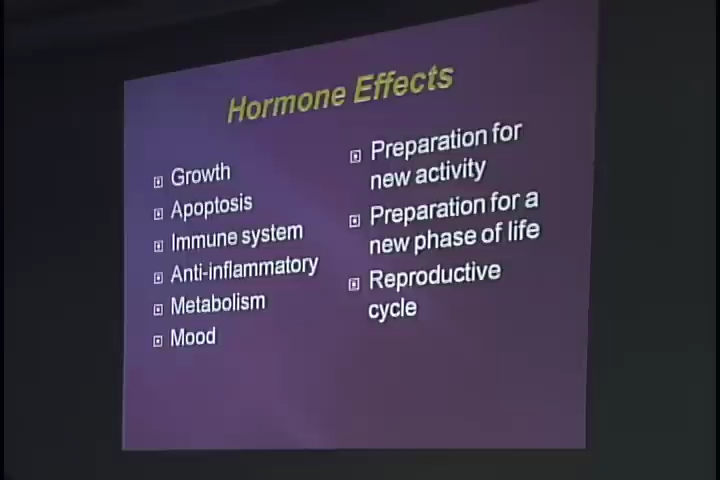 Hormone Effects
Growth
Apoptosis
Immune system
Anti-inflammatory
Metabolism
Mood
Preparation for
new activity
Preparation for a
new phase of life
Reproductive
cycle